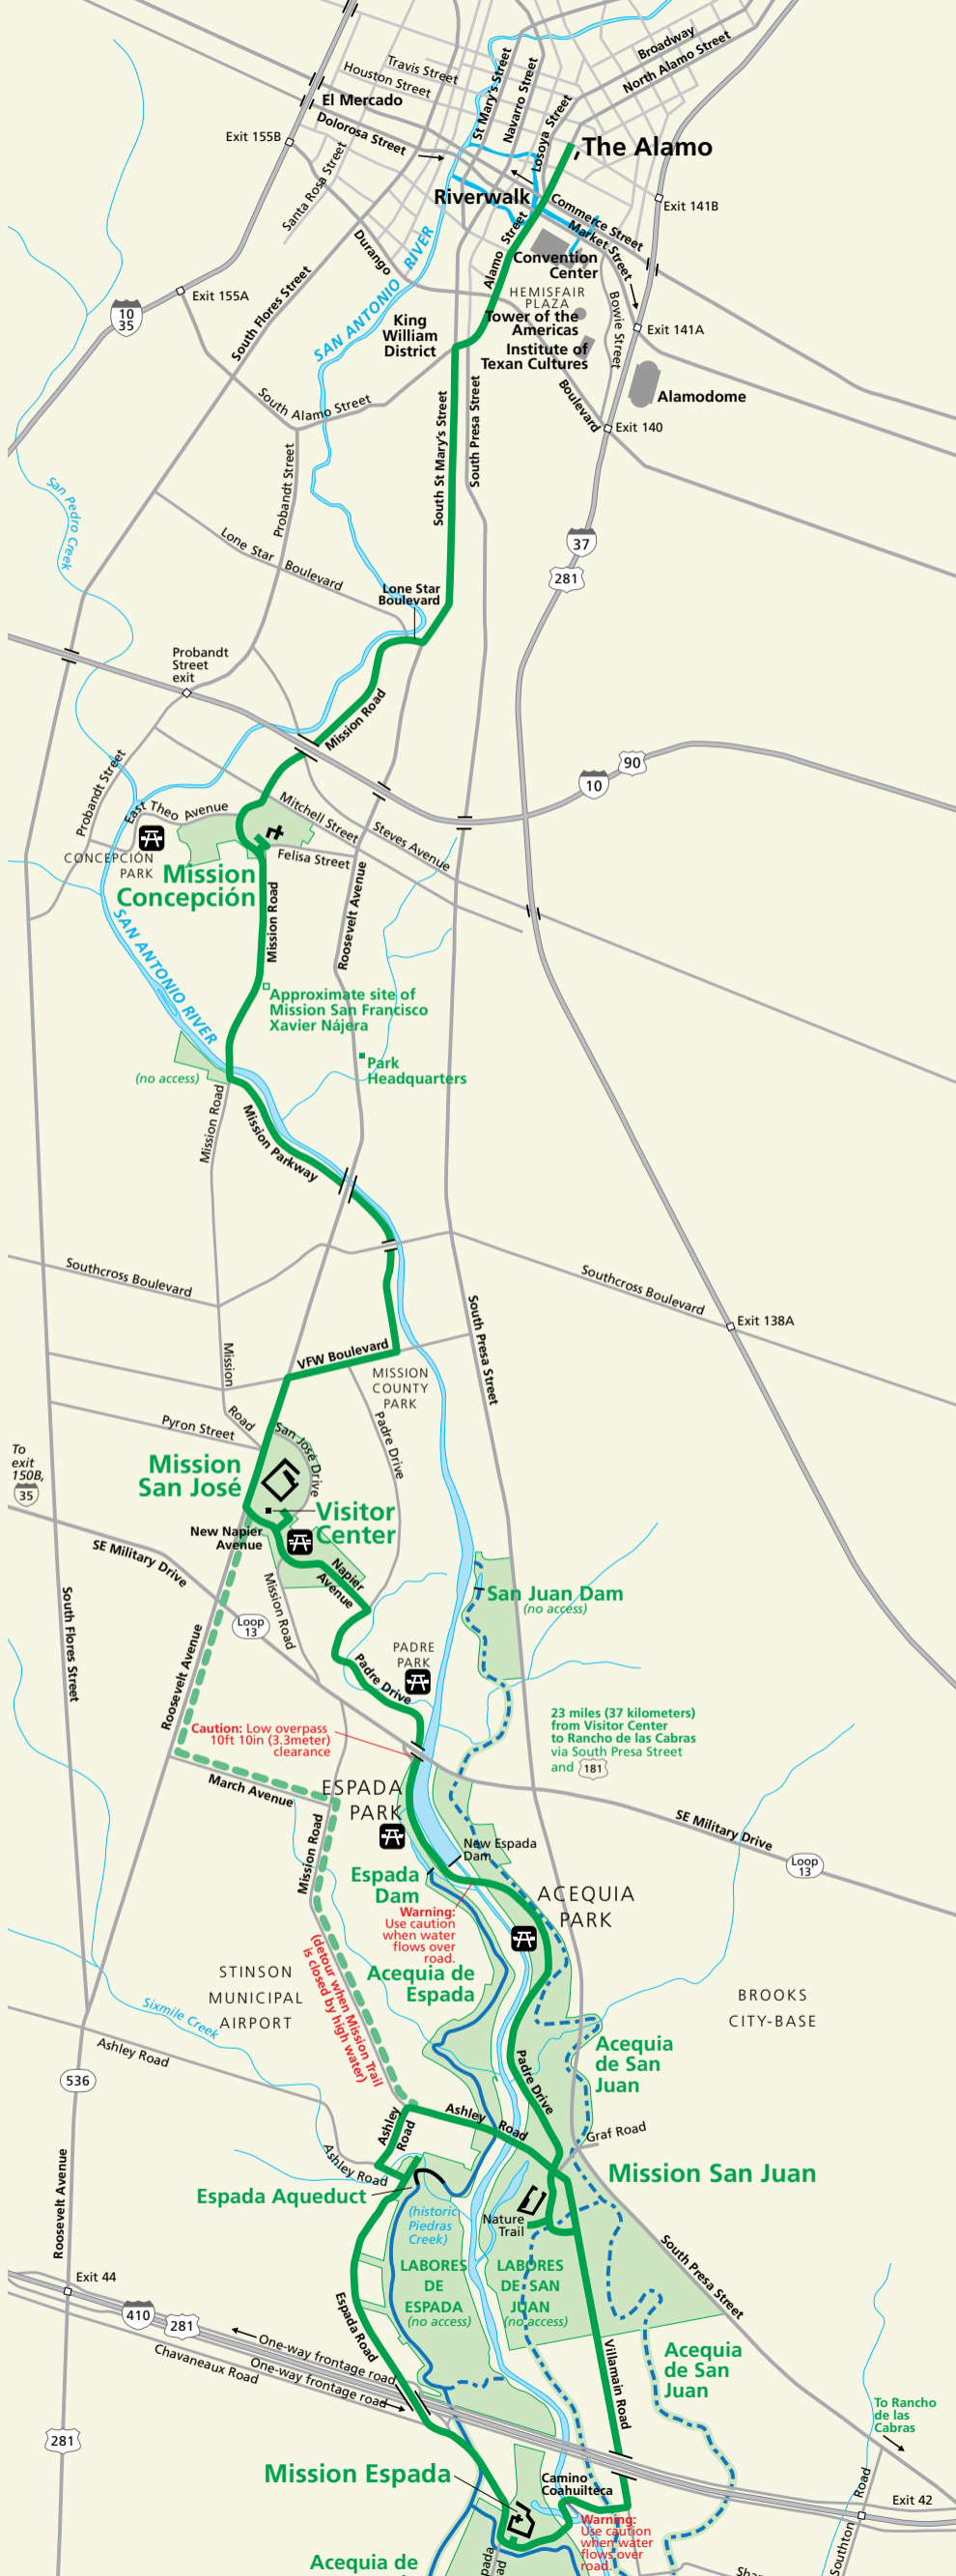 Broadway
North Alamo Street
Travis Street
Houston Street
St Mary's Street
Navarro Street
Losoya Street
El Mercado
Dolorosa Street
Exit 155B
The Alamo
Santa Rosa Street
Riverwalk
Commerce Street
Exit 141B
Market Street
Durango
SAN ANTONIO RIVER
Alamo Street
Convention
Center
HEMISFAIR
PLAZA
Bowie Street
Exit 155A
10
35
South Flores Street
King
William
District
Tower of the
Americas
Institute of
Texan Cultures
Exit 141A
Boulevard
Alamodome
South Alamo Street
Exit 140
South St Mary's Street
South Presa Street
Probandt Street
San Pedro Creek
Lone Star Boulevard
37
281
Lone Star
Boulevard
Probandt
Street
exit
Mission Road
90
10
Probandt Street
East Theo Avenue
Mitchell Street
Steves Avenue
CONCEPCIÓN
PARK
Felisa Street
Mission
Concepción
Mission Road
Roosevelt Avenue
SAN ANTONIO RIVER
Approximate site of
Mission San Francisco
Xavier Nájera
Park
Headquarters
(no access)
Mission Road
Mission Parkway
Southcross Boulevard
Southcross Boulevard
Exit 138A
South Presa Street
VFW Boulevard
Mission
Road
MISSION
COUNTY
PARK
Pyron Street
San José Drive
Padre Drive
To
exit
150B,
35
Mission
San José
Visitor
Center
New Napier
Avenue
SE Military Drive
Napier
Avenue
Mission Road
San Juan Dam
(no access)
Loop
13
South Flores Street
Roosevelt Avenue
PADRE
PARK
Padre Drive
Caution: Low overpass
10ft 10in (3.3meter)
clearance
23 miles (37 kilometers)
from Visitor Center
to Rancho de las Cabras
via South Presa Street
and 181
March Avenue
ESPADA
PARK
Mission Road
SE Military Drive
Loop
13
New Espada
Dam
Espada
Dam
ACEQUIA
PARK
Warning:
Use caution
when water
flows over
road.
Acequia de
Espada
(detour when Mission Trail
is closed by high water)
STINSON
MUNICIPAL
AIRPORT
BROOKS
CITY-BASE
Sixmile Creek
Ashley Road
Acequia
de San
Juan
Padre Drive
536
Ashley Road
Ashley
Road
Graf Road
Ashley Road
Mission San Juan
Espada Aqueduct
(historic
Piedras
Creek)
Nature
Trail
Roosevelt Avenue
LABORES
DE
ESPADA
(no access)
LABORES
DE SAN
JUAN
(no access)
South Presa Street
Exit 44
410
281
Espada Road
One-way frontage road
One-way frontage road
Chavaneaux Road
Villamain Road
Acequia
de San
Juan
To Rancho
de las
Cabras
281
Mission Espada
Camino
Coahuilteca
Exit 42
Southton Road
Warning:
Use caution
when water
flows over
road.
Acequia de